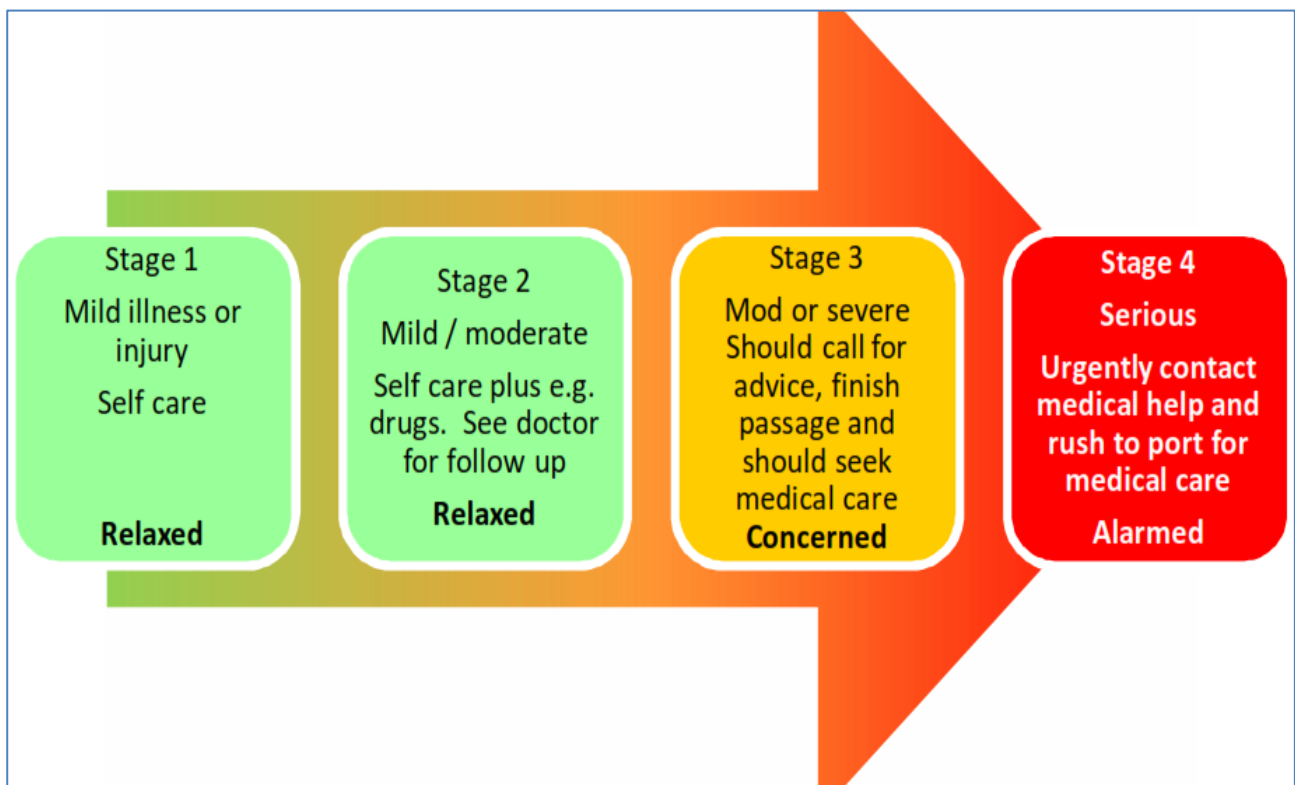 Stage 1
Mild illness or
injury
Self care
Relaxed
Stage 2
Mild / moderate
Self care plus e.g.
drugs. See doctor
for follow up
Relaxed
Stage 3
Mod or severe
Should call for
advice, finish
passage and
should seek
medical care
Concerned
Stage 4
Serious
Urgently contact
medical help and
rush to port for
medical care
Alarmed